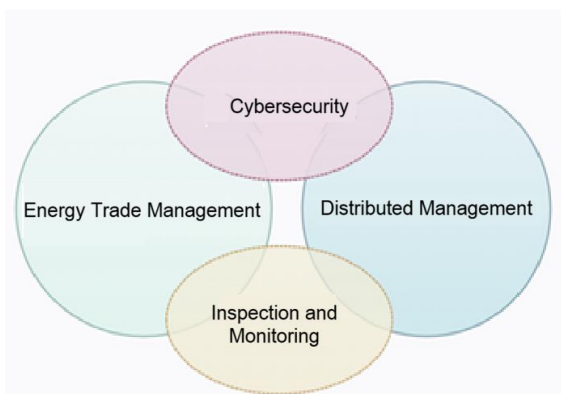 Cybersecurity
Energy Trade Management
Distributed Management
Inspection and
Monitoring